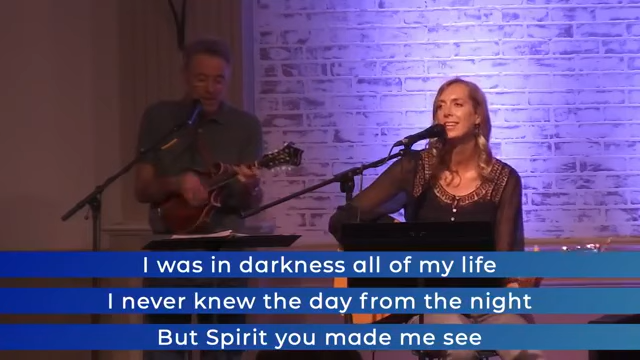 I was in darkness all of my life
I never knew the day from the night
But Spirit you made me see